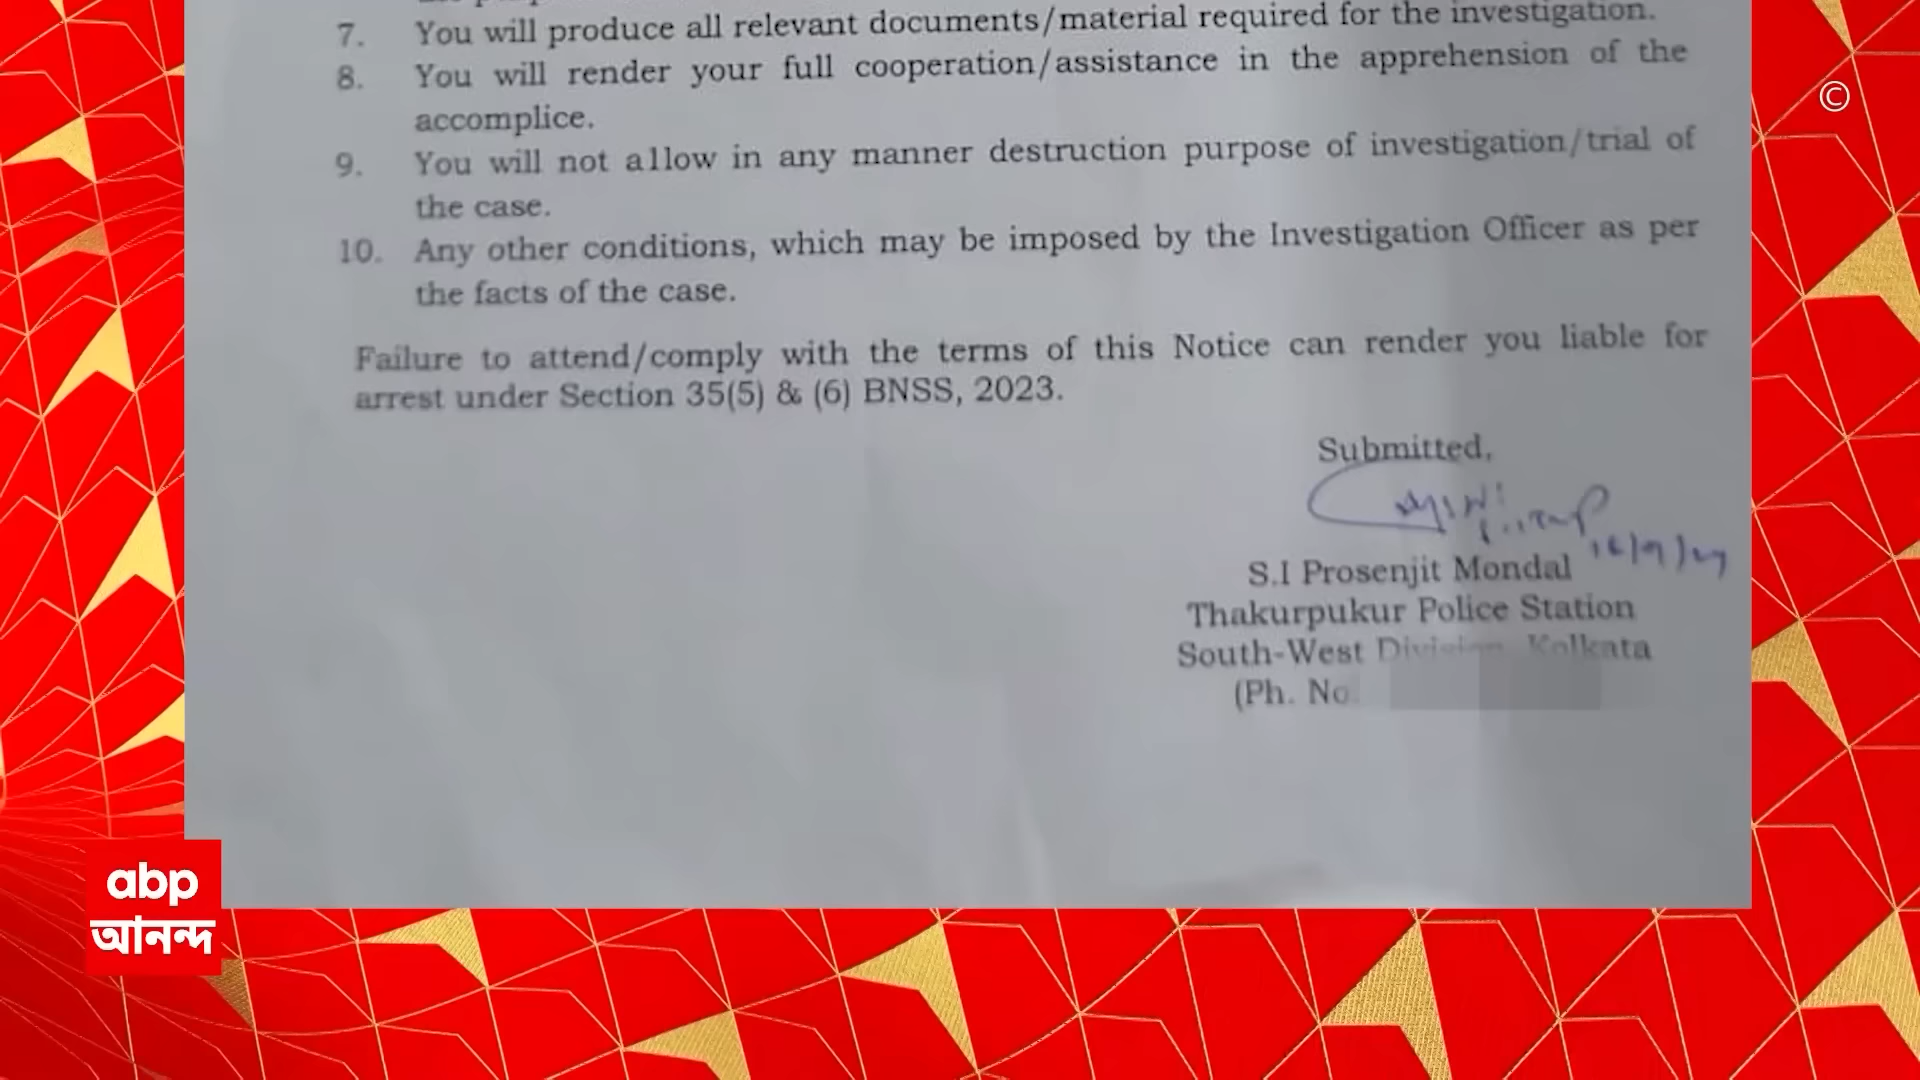 7. You will produce all relevant documents/material required for the investigation.
8. You will render your full cooperation/assistance in the apprehension of the
accomplice.
9. You will not allow in any manner destruction purpose of investigation/trial of
the case.
10. Any other conditions, which may be imposed by the Investigation Officer as per
the facts of the case.
Failure to attend/comply with the terms of this Notice can render you liable for
arrest under Section 35(5) & (6) BNSS, 2023.
Submitted,
S.I Prosenjit Mondal
Thakurpukur Police Station
South-West Division, Kolkata
(Ph. No.
©
abp
আনন্দ